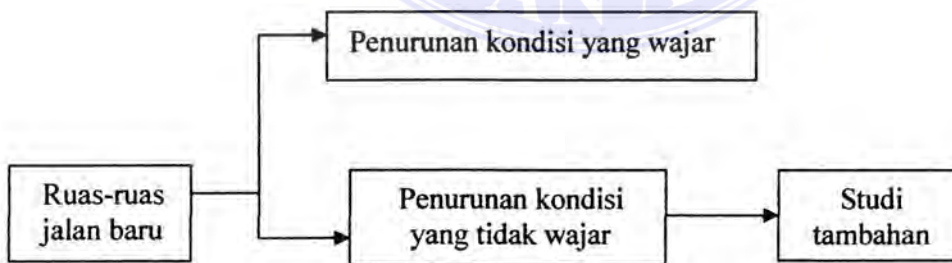 Penurunan kondisi yang wajar
Ruas-ruas
jalan baru
Penurunan kondisi
yang tidak wajar
Studi
tambahan